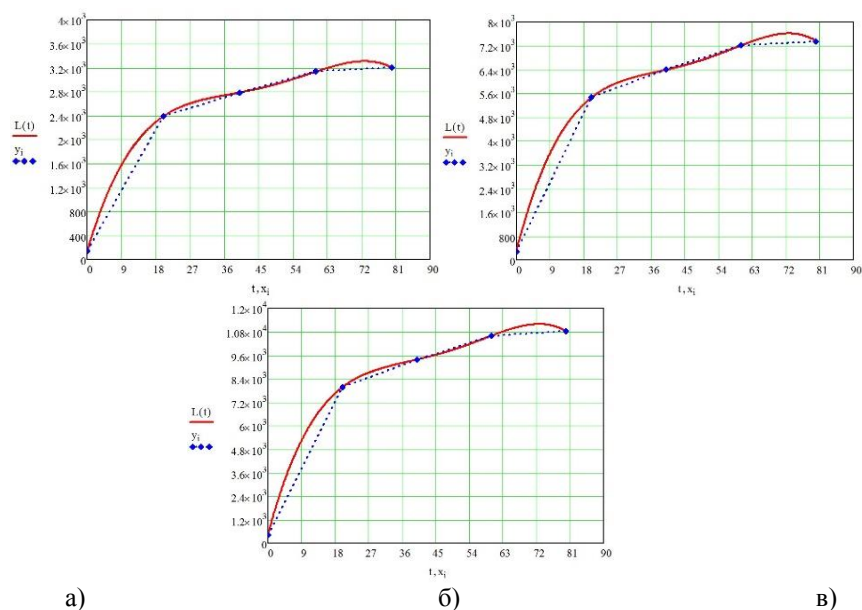 4×10³
3.6×10³
3.2×10³
2.8×10³
2.4×10³
2×10³
1.6×10³
1.2×10³
800
400
0
L(t)
yᵢ
0 9 18 27 36 45 54 63 72 81 90
t, xᵢ
8×10³
7.2×10³
6.4×10³
5.6×10³
4.8×10³
4×10³
3.2×10³
2.4×10³
1.6×10³
800
0
L(t)
yᵢ
0 9 18 27 36 45 54 63 72 81 90
t, xᵢ
1.2×10⁴
1.08×10⁴
9.6×10³
8.4×10³
7.2×10³
6×10³
4.8×10³
3.6×10³
2.4×10³
1.2×10³
0
L(t)
yᵢ
0 9 18 27 36 45 54 63 72 81 90
t, xᵢ
а) б) в)